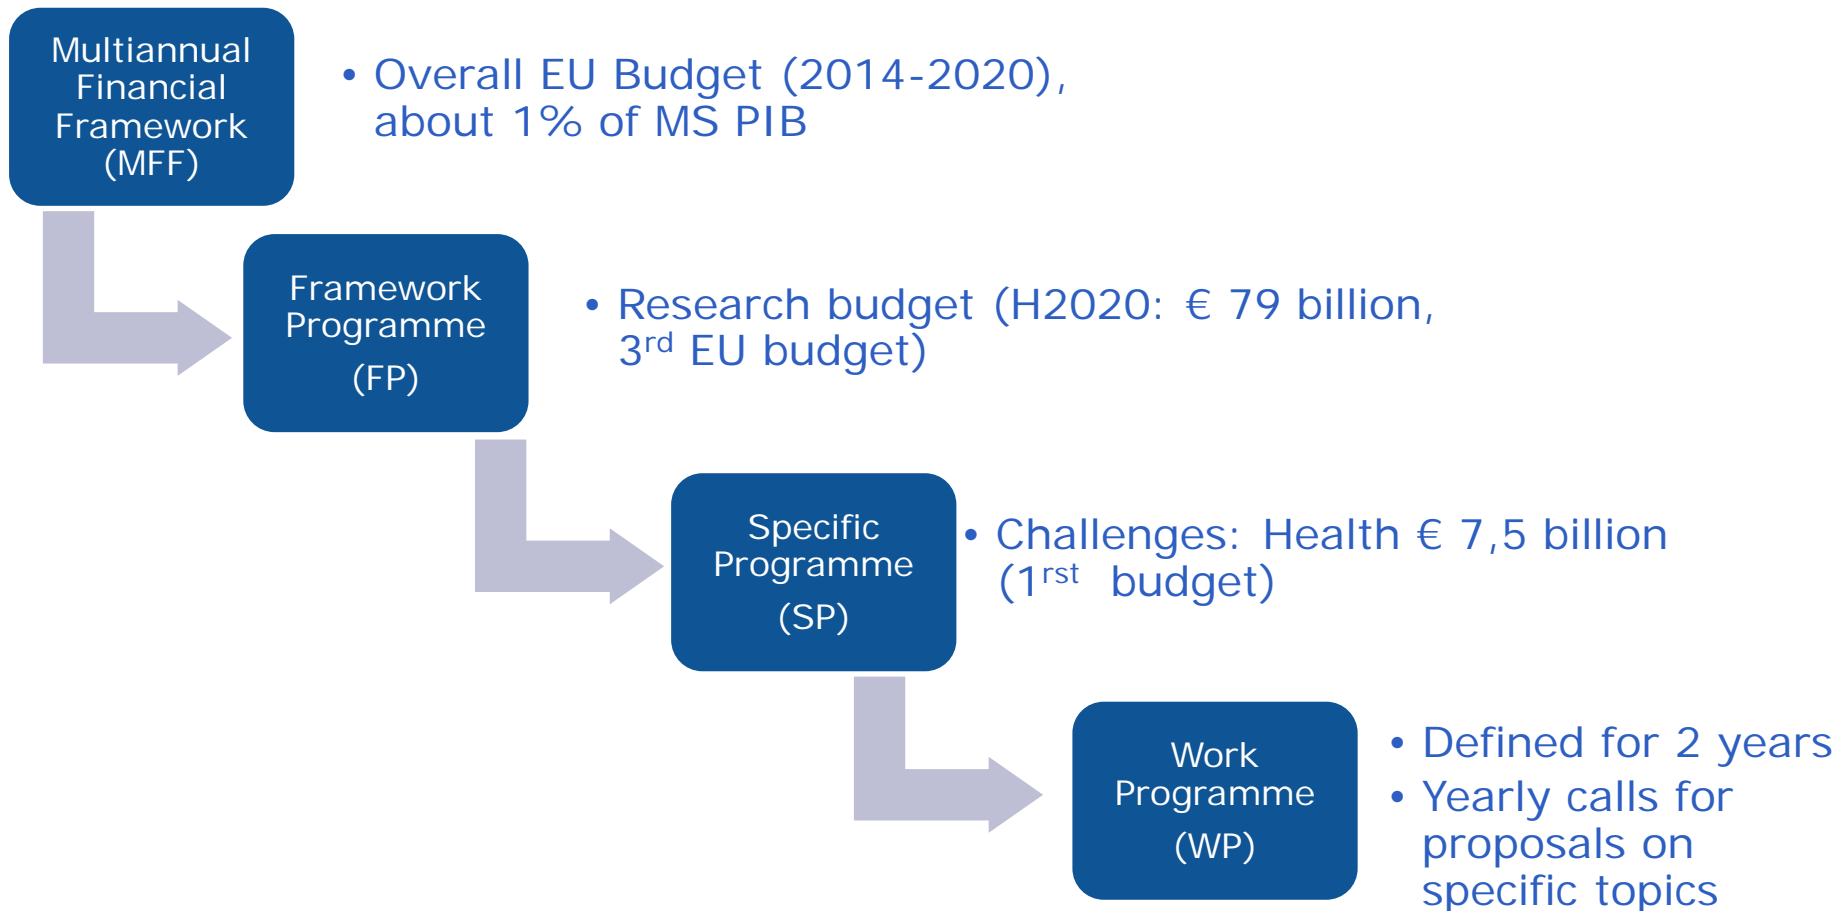 Multiannual
Financial
Framework
(MFF)
• Overall EU Budget (2014-2020),
about 1% of MS PIB
Framework
Programme
(FP)
• Research budget (H2020: € 79 billion,
3rd EU budget)
Specific
Programme
(SP)
• Challenges: Health € 7,5 billion
(1rst budget)
Work
Programme
(WP)
• Defined for 2 years
• Yearly calls for
proposals on
specific topics